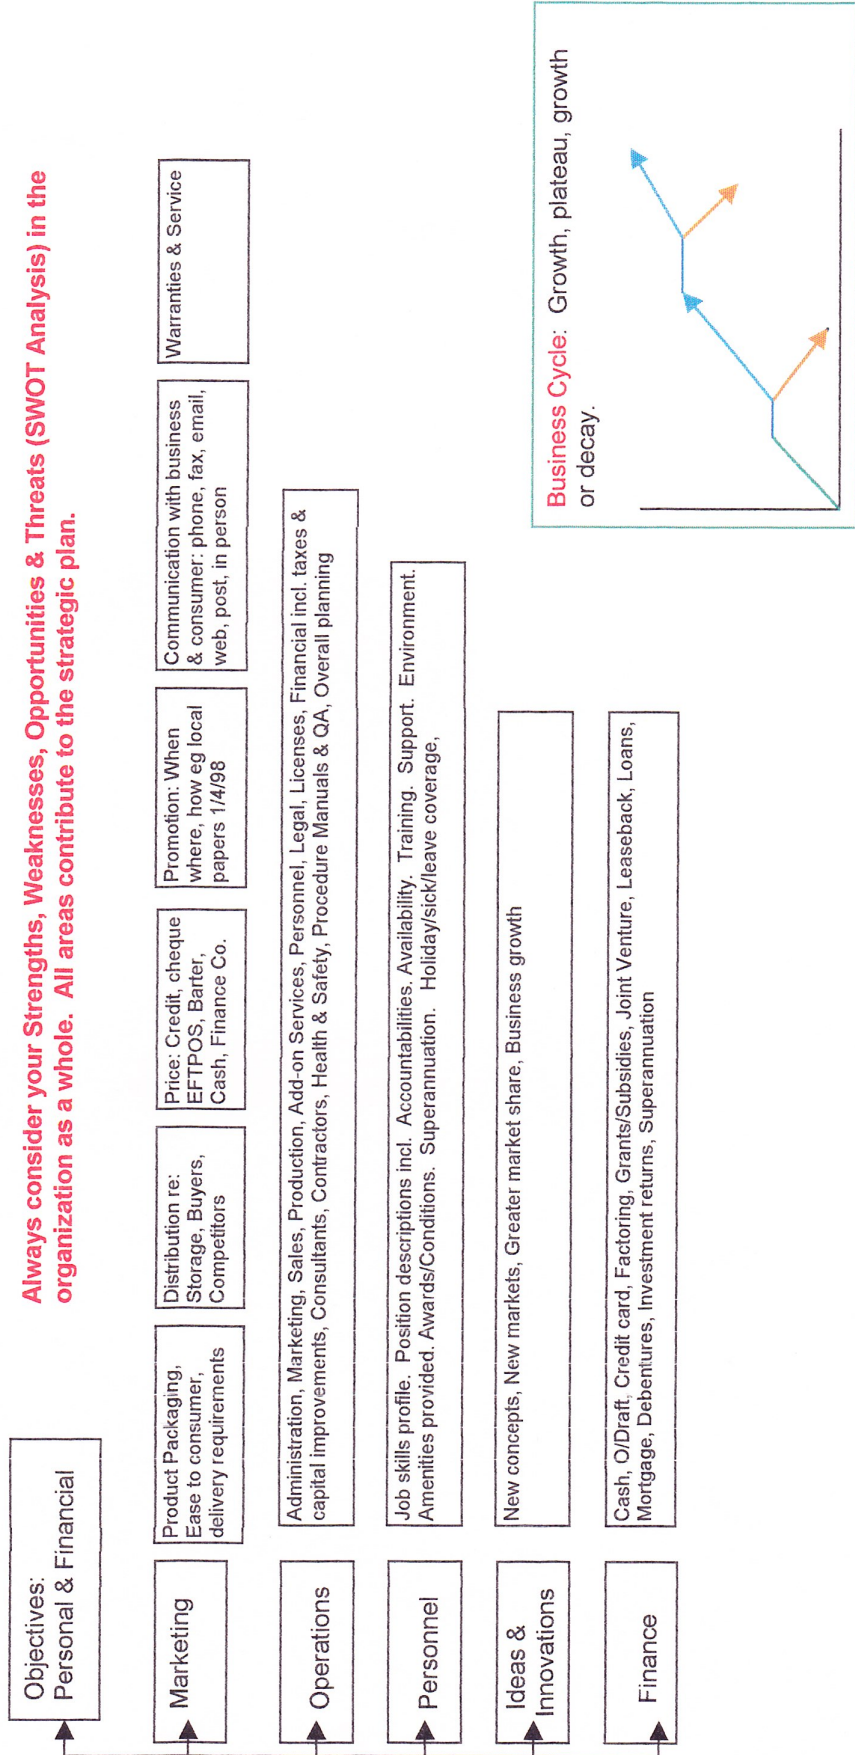 Always consider your Strengths, Weaknesses, Opportunities & Threats (SWOT Analysis) in the
organization as a whole.  All areas contribute to the strategic plan.
Objectives:
Personal & Financial
Marketing
Product Packaging,
Ease to consumer,
delivery requirements
Distribution re:
Storage, Buyers,
Competitors
Price: Credit, cheque
EFTPOS, Barter,
Cash, Finance Co.
Promotion: When
where, how eg local
papers 1/4/98
Communication with business
& consumer: phone, fax, email,
web, post, in person
Warranties & Service
Operations
Administration, Marketing, Sales, Production, Add-on Services, Personnel, Legal, Licenses, Financial incl. taxes &
capital improvements, Consultants, Contractors, Health & Safety, Procedure Manuals & QA, Overall planning
Personnel
Job skills profile.  Position descriptions incl.  Accountabilities, Availability.  Training.  Support.  Environment.
Amenities provided. Awards/Conditions.  Superannuation.  Holiday/sick/leave coverage,
Ideas &
Innovations
New concepts, New markets, Greater market share, Business growth
Finance
Cash, O/Draft, Credit card, Factoring, Grants/Subsidies, Joint Venture, Leaseback, Loans,
Mortgage, Debentures, Investment returns, Superannuation
Business Cycle:  Growth, plateau, growth
or decay.